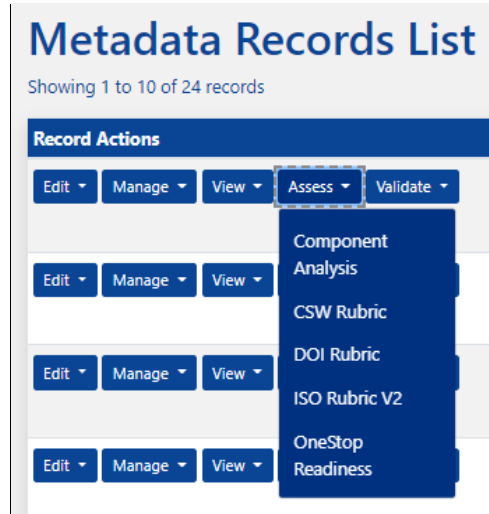 Metadata Records List
Showing 1 to 10 of 24 records
Record Actions
Edit Manage View Assess Validate
Component
Analysis
Edit Manage View
CSW Rubric
DOI Rubric
Edit Manage View
ISO Rubric V2
OneStop
Edit Manage View
Readiness